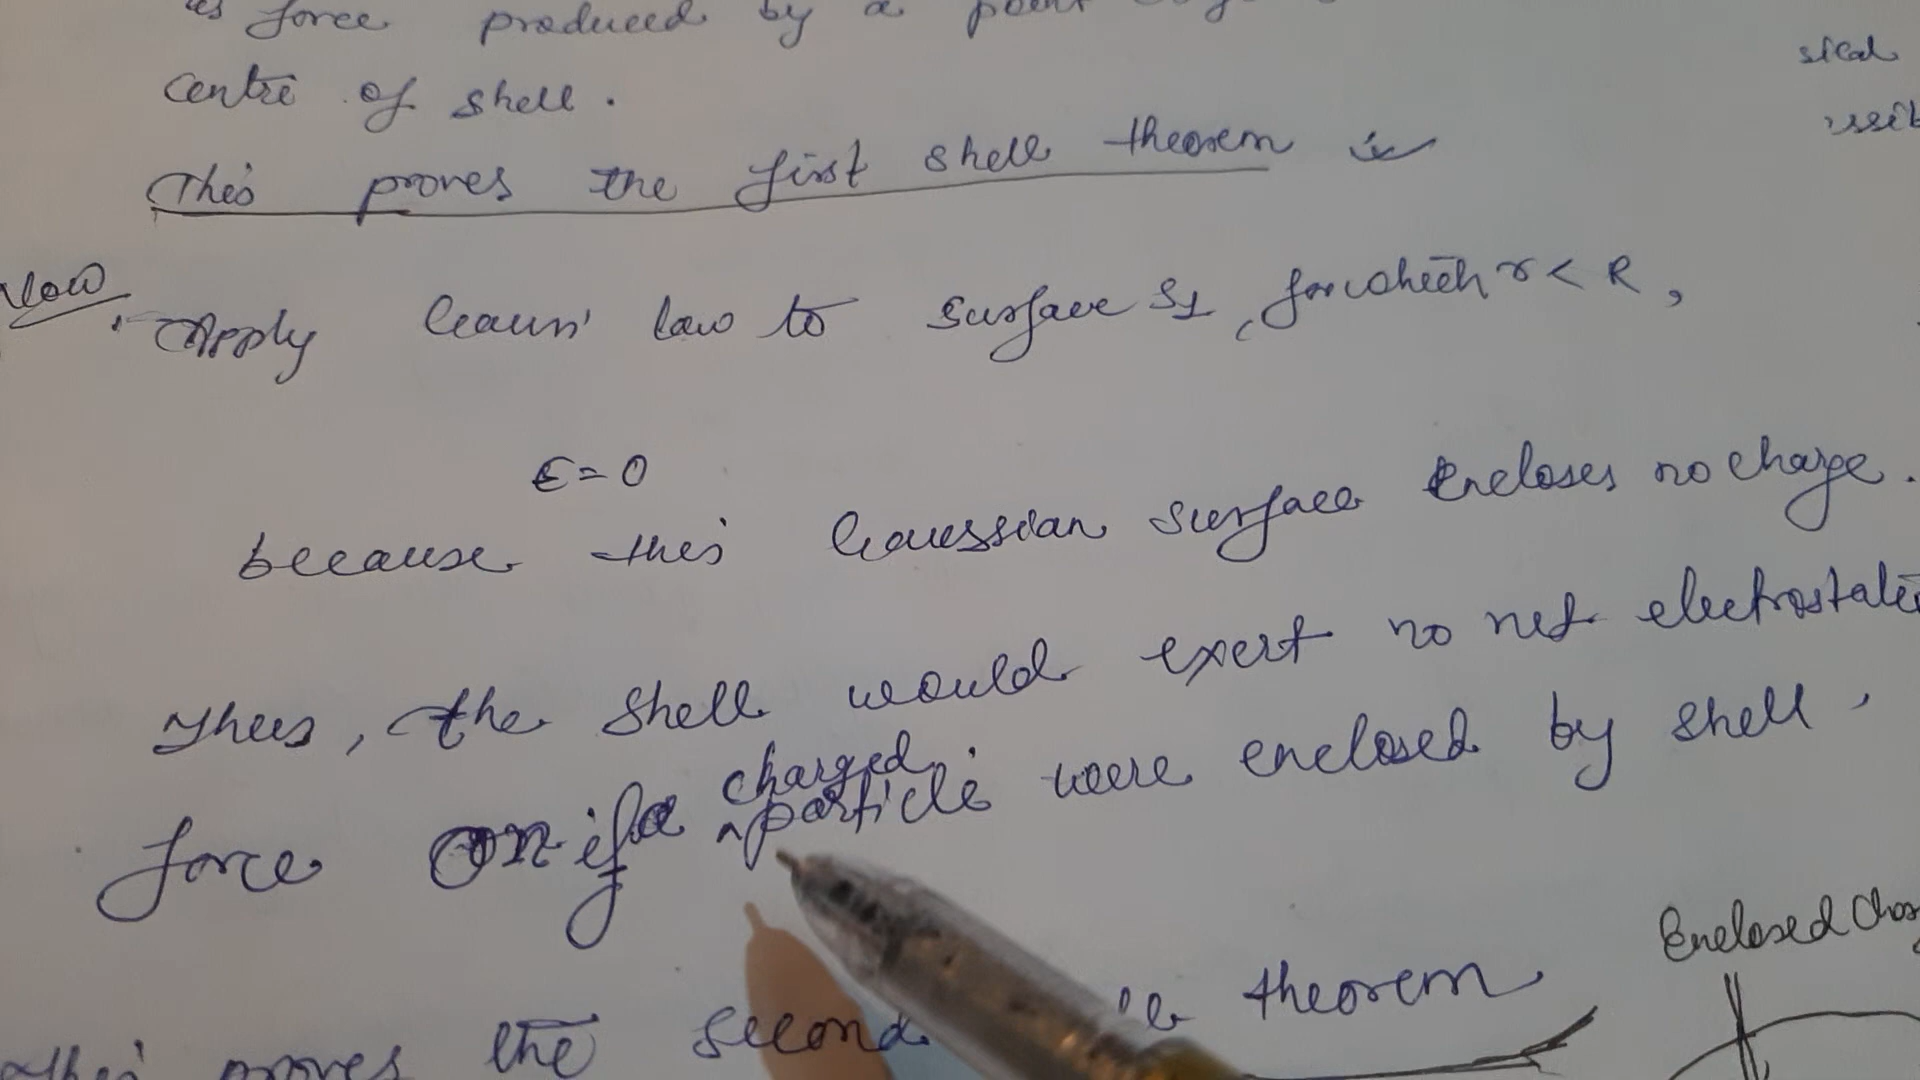 force produced by a
centre of shell.
This proves the first shell theorem
Now
Apply Gauss' law to surface S1, for which r < R,
E = 0
because this Gaussian surface encloses no charge.
Thus, the shell would exert no net electrostatic
force on if a charged particle were enclosed by shell.
Enclosed
This proves the second theorem